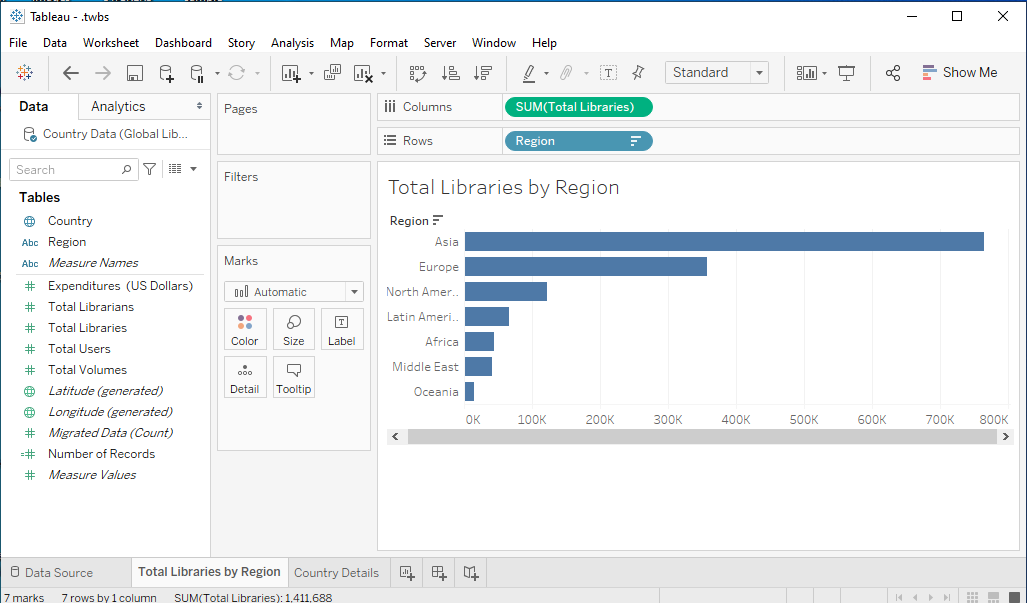 Tableau - .twbs
File Data Worksheet Dashboard Story Analysis Map Format Server Window Help
Standard
Show Me
Data Analytics
Country Data (Global Lib...
Search
Tables
Country
Abc Region
Abc Measure Names
Expenditures (US Dollars)
Total Librarians
Total Libraries
Total Users
Total Volumes
Latitude (generated)
Longitude (generated)
Migrated Data (Count)
Number of Records
Measure Values
Pages
Filters
Marks
Automatic
Color Size Label
Detail Tooltip
Columns SUM(Total Libraries)
Rows Region
Total Libraries by Region
Region
Asia
Europe
North Amer..
Latin Ameri..
Africa
Middle East
Oceania
0K 100K 200K 300K 400K 500K 600K 700K 800K
Data Source Total Libraries by Region Country Details
7 marks 7 rows by 1 column SUM(Total Libraries): 1,411,688